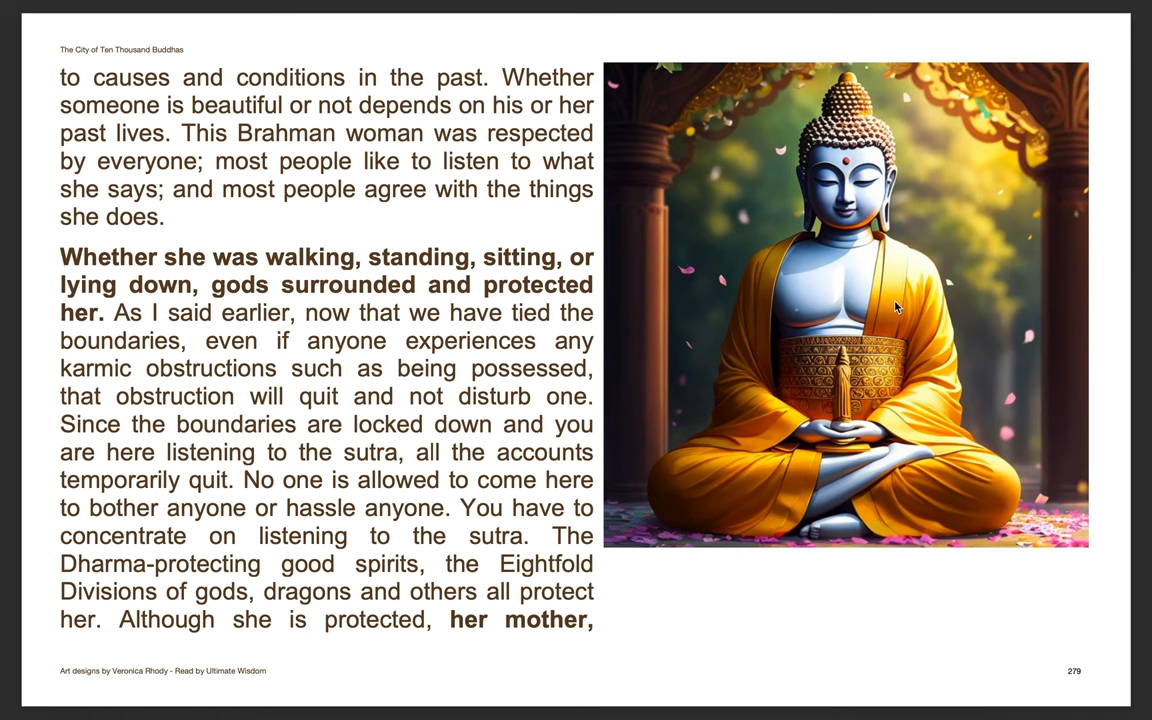 The City of Ten Thousand Buddhas
to causes and conditions in the past. Whether
someone is beautiful or not depends on his or her
past lives. This Brahman woman was respected
by everyone; most people like to listen to what
she says; and most people agree with the things
she does.
Whether she was walking, standing, sitting, or
lying down, gods surrounded and protected
her. As I said earlier, now that we have tied the
boundaries, even if anyone experiences any
karmic obstructions such as being possessed,
that obstruction will quit and not disturb one.
Since the boundaries are locked down and you
are here listening to the sutra, all the accounts
temporarily quit. No one is allowed to come here
to bother anyone or hassle anyone. You have to
concentrate on listening to the sutra. The
Dharma-protecting good spirits, the Eightfold
Divisions of gods, dragons and others all protect
her. Although she is protected, her mother,
Art designs by Veronica Rhody - Read by Ultimate Wisdom
279